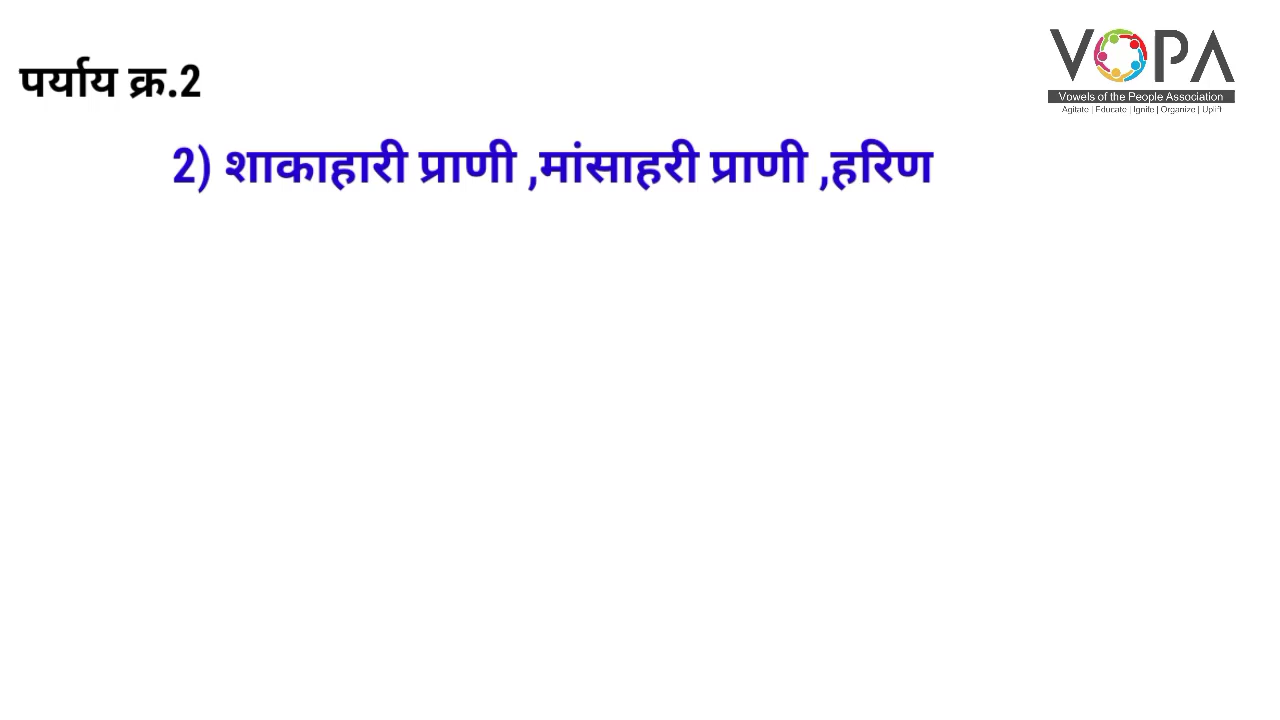 VOPA
पर्याय क्र.2
Vowels of the People Association
Agitate | Educate | Ignite | Organize | Uplift
2) शाकाहारी प्राणी ,मांसाहरी प्राणी ,हरिण